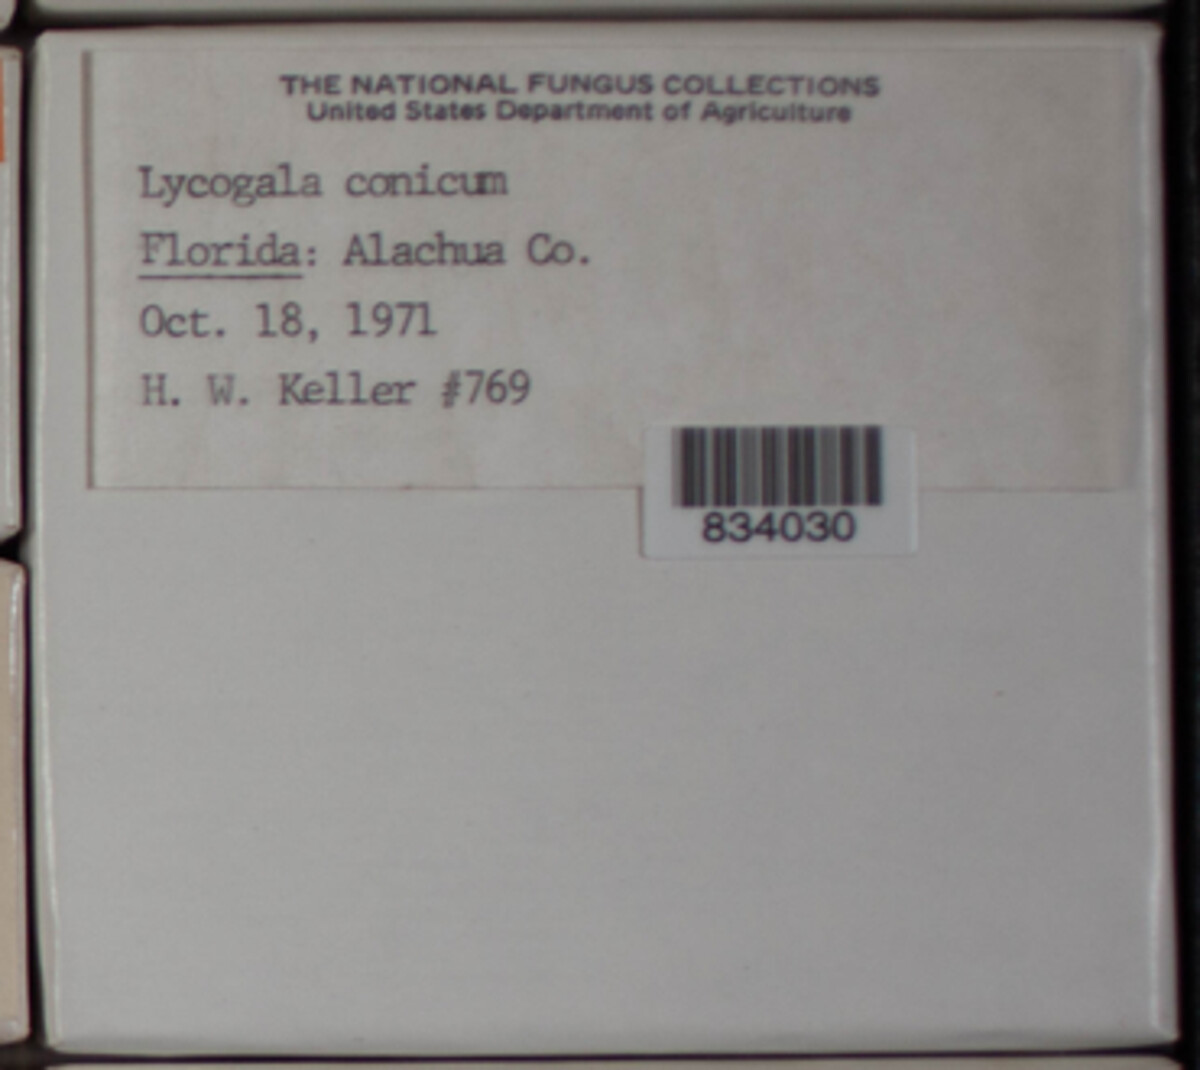 THE NATIONAL FUNGUS COLLECTIONS
United States Department of Agriculture
Lycogala conicum
Florida: Alachua Co.
Oct. 18, 1971
H. W. Keller #769
834030